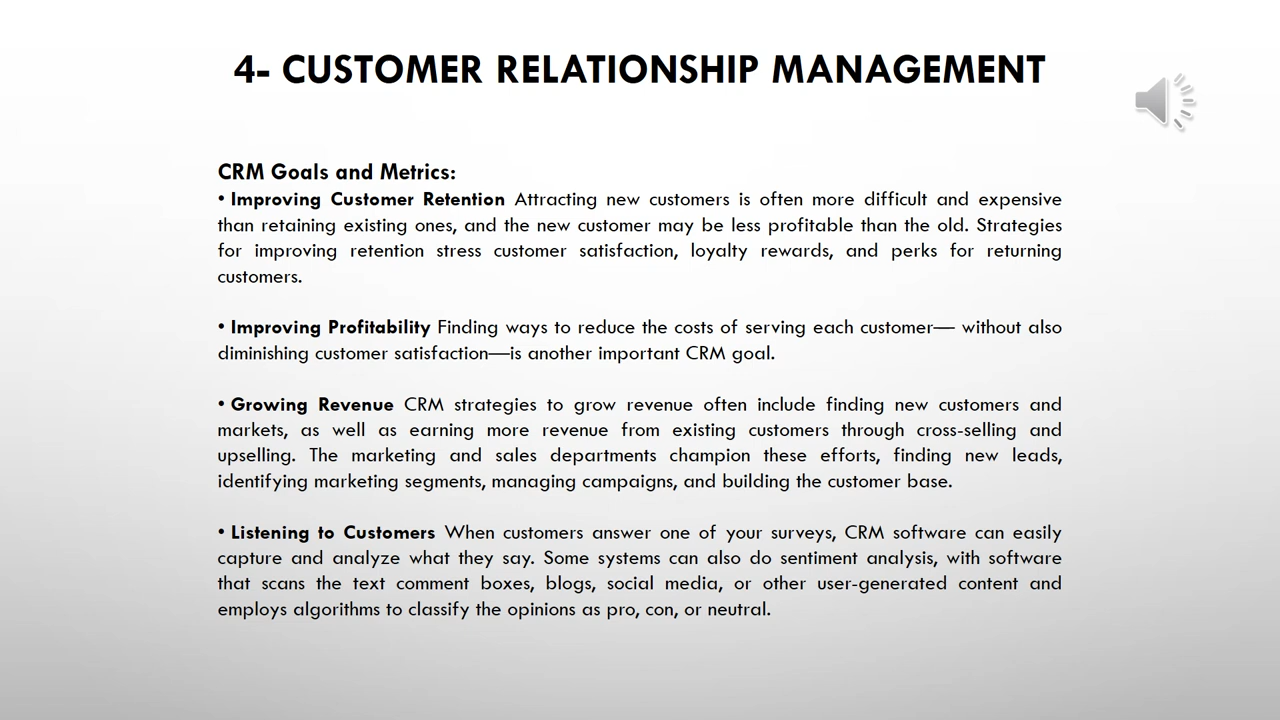 4- CUSTOMER RELATIONSHIP MANAGEMENT
CRM Goals and Metrics:
• Improving Customer Retention Attracting new customers is often more difficult and expensive
than retaining existing ones, and the new customer may be less profitable than the old. Strategies
for improving retention stress customer satisfaction, loyalty rewards, and perks for returning
customers.
• Improving Profitability Finding ways to reduce the costs of serving each customer— without also
diminishing customer satisfaction—is another important CRM goal.
• Growing Revenue CRM strategies to grow revenue often include finding new customers and
markets, as well as earning more revenue from existing customers through cross-selling and
upselling. The marketing and sales departments champion these efforts, finding new leads,
identifying marketing segments, managing campaigns, and building the customer base.
• Listening to Customers When customers answer one of your surveys, CRM software can easily
capture and analyze what they say. Some systems can also do sentiment analysis, with software
that scans the text comment boxes, blogs, social media, or other user-generated content and
employs algorithms to classify the opinions as pro, con, or neutral.